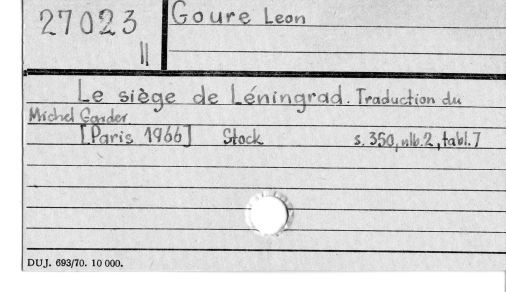 27023
II
Goure Leon
Le siège de Léningrad. Traduction du
Michel Garder
[Paris 1966] Stock s. 350, nlb. 2, tabl. 7
DUJ. 693/70. 10 000.